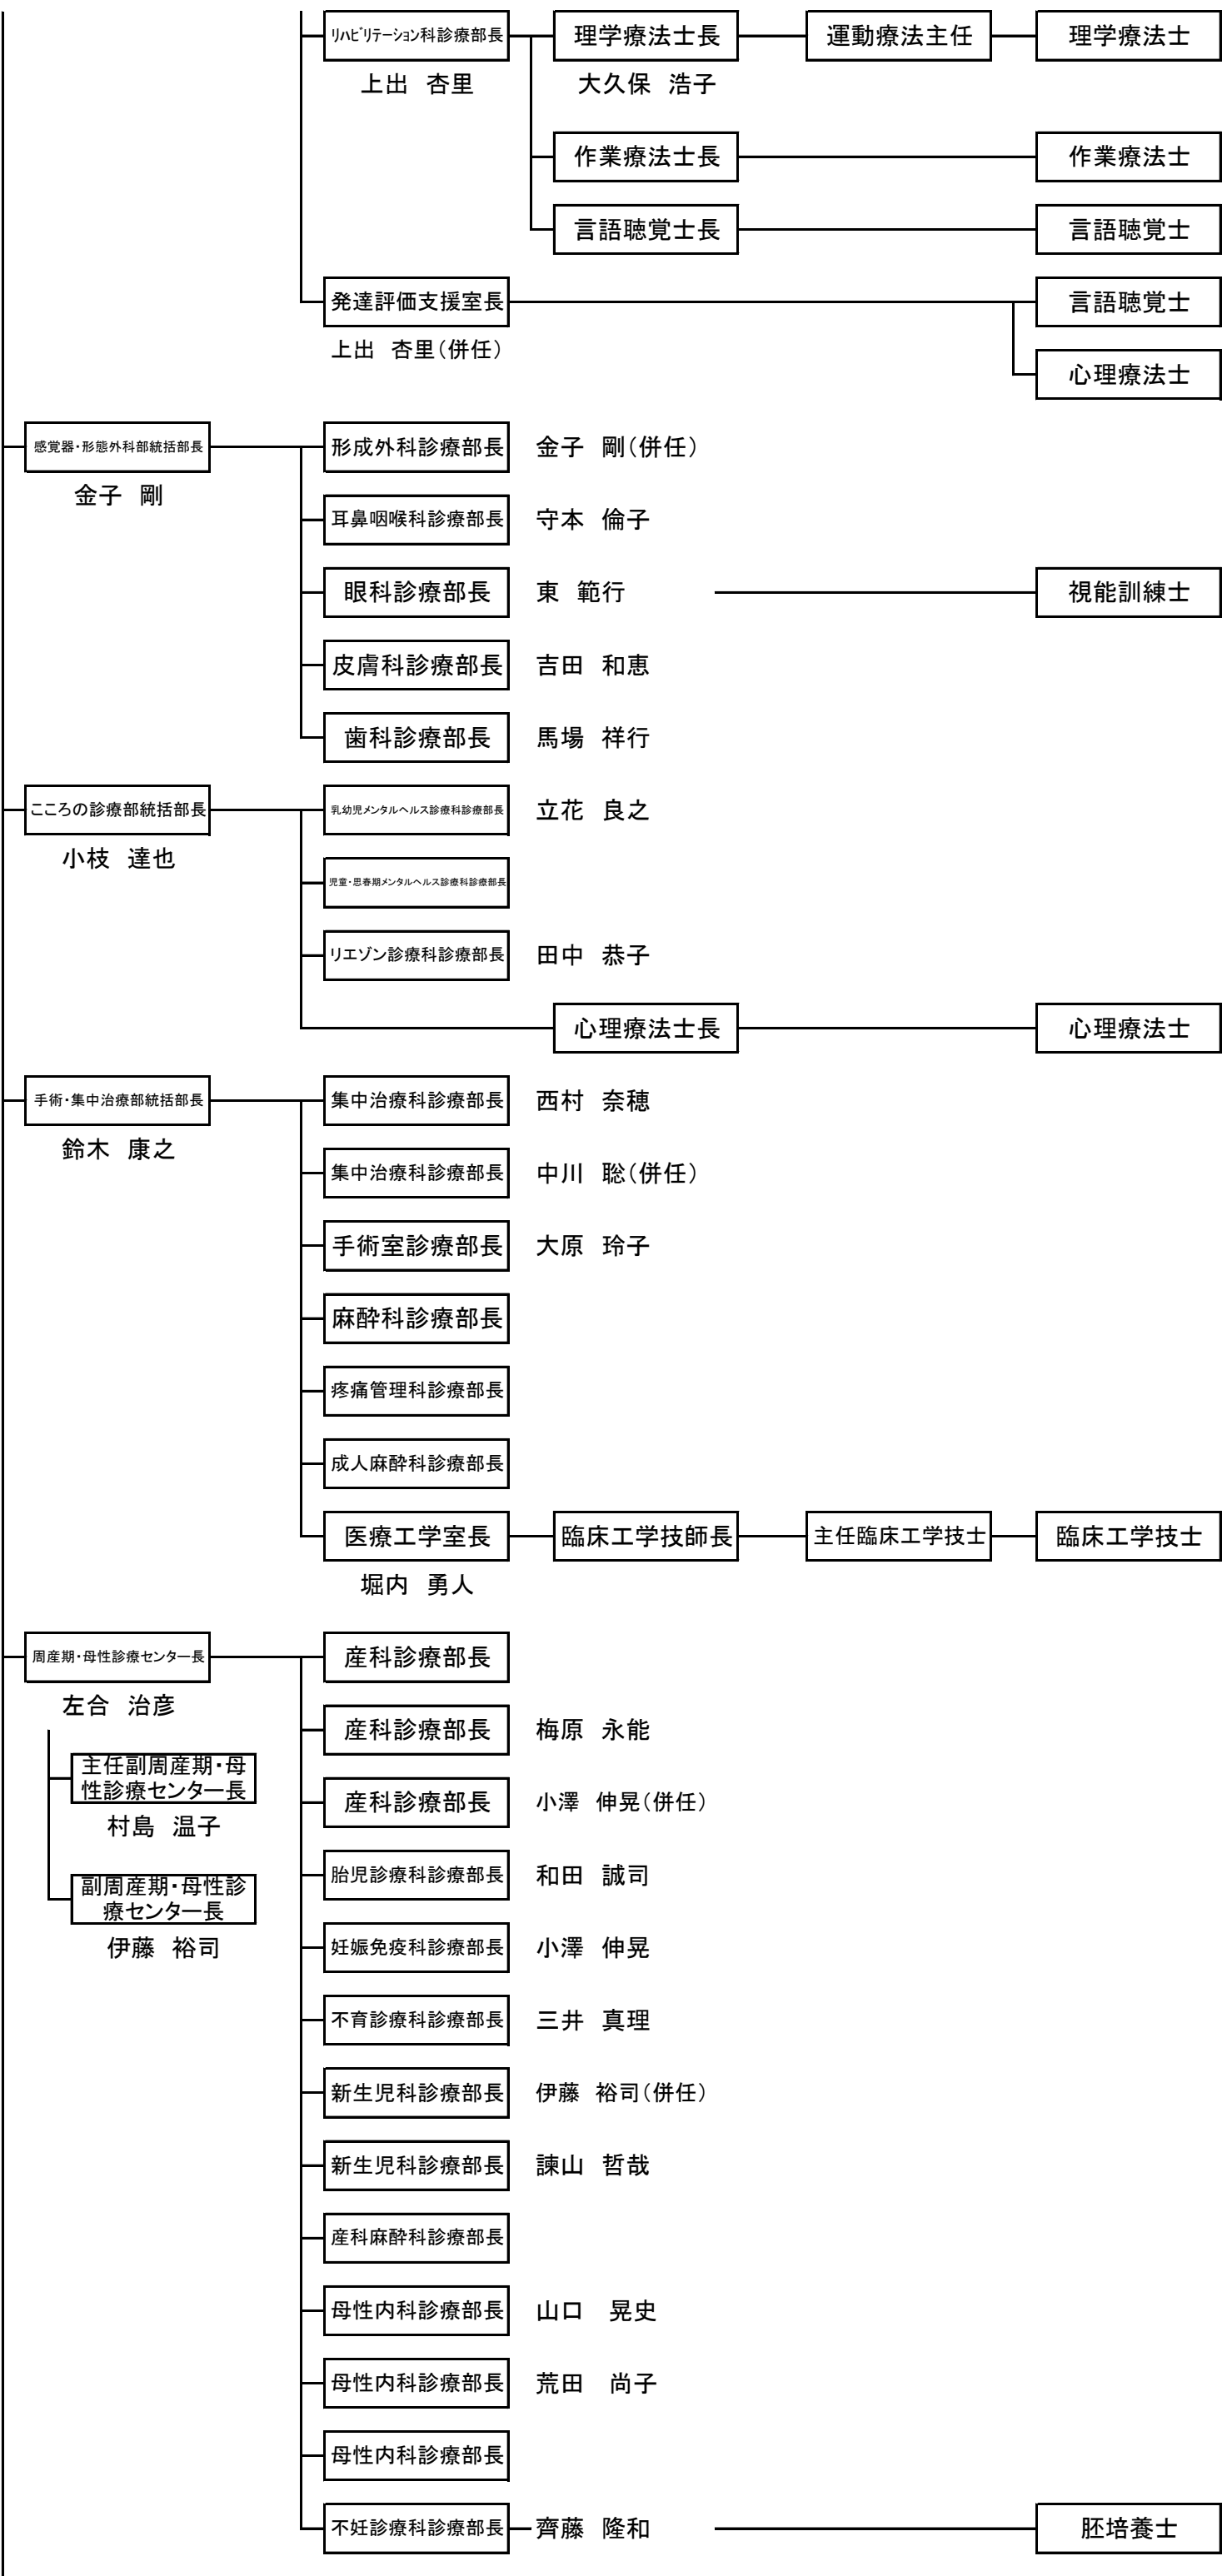 ﾘﾊﾋﾞﾘﾃｰｼｮﾝ科診療部長 理学療法士長 運動療法主任 理学療法士
上出　杏里 大久保　浩子
作業療法士長 作業療法士
言語聴覚士長 言語聴覚士
発達評価支援室長 言語聴覚士
上出　杏里（併任）
心理療法士
感覚器・形態外科部統括部長 形成外科診療部長 金子　剛（併任）
金子　剛
耳鼻咽喉科診療部長 守本　倫子
眼科診療部長 東　範行 視能訓練士
皮膚科診療部長 吉田　和恵
歯科診療部長 馬場　祥行
こころの診療部統括部長 乳幼児メンタルヘルス診療科診療部長 立花　良之
小枝　達也
児童・思春期メンタルヘルス診療科診療部長
リエゾン診療科診療部長 田中　恭子
心理療法士長 心理療法士
手術・集中治療部統括部長 集中治療科診療部長 西村　奈穂
鈴木　康之
集中治療科診療部長 中川　聡（併任）
手術室診療部長 大原　玲子
麻酔科診療部長
疼痛管理科診療部長
成人麻酔科診療部長
医療工学室長 臨床工学技師長 主任臨床工学技士 臨床工学技士
堀内　勇人
周産期・母性診療センター長 産科診療部長
左合　治彦
産科診療部長 梅原　永能
主任副周産期・母
性診療センター長
産科診療部長 小澤　伸晃（併任）
村島　温子
胎児診療科診療部長 和田　誠司
副周産期・母性診
療センター長
妊娠免疫科診療部長 小澤　伸晃
伊藤　裕司
不育診療科診療部長 三井　真理
新生児科診療部長 伊藤　裕司（併任）
新生児科診療部長 諫山　哲哉
産科麻酔科診療部長
母性内科診療部長 山口　晃史
母性内科診療部長 荒田　尚子
母性内科診療部長
不妊診療科診療部長 齊藤　隆和 胚培養士